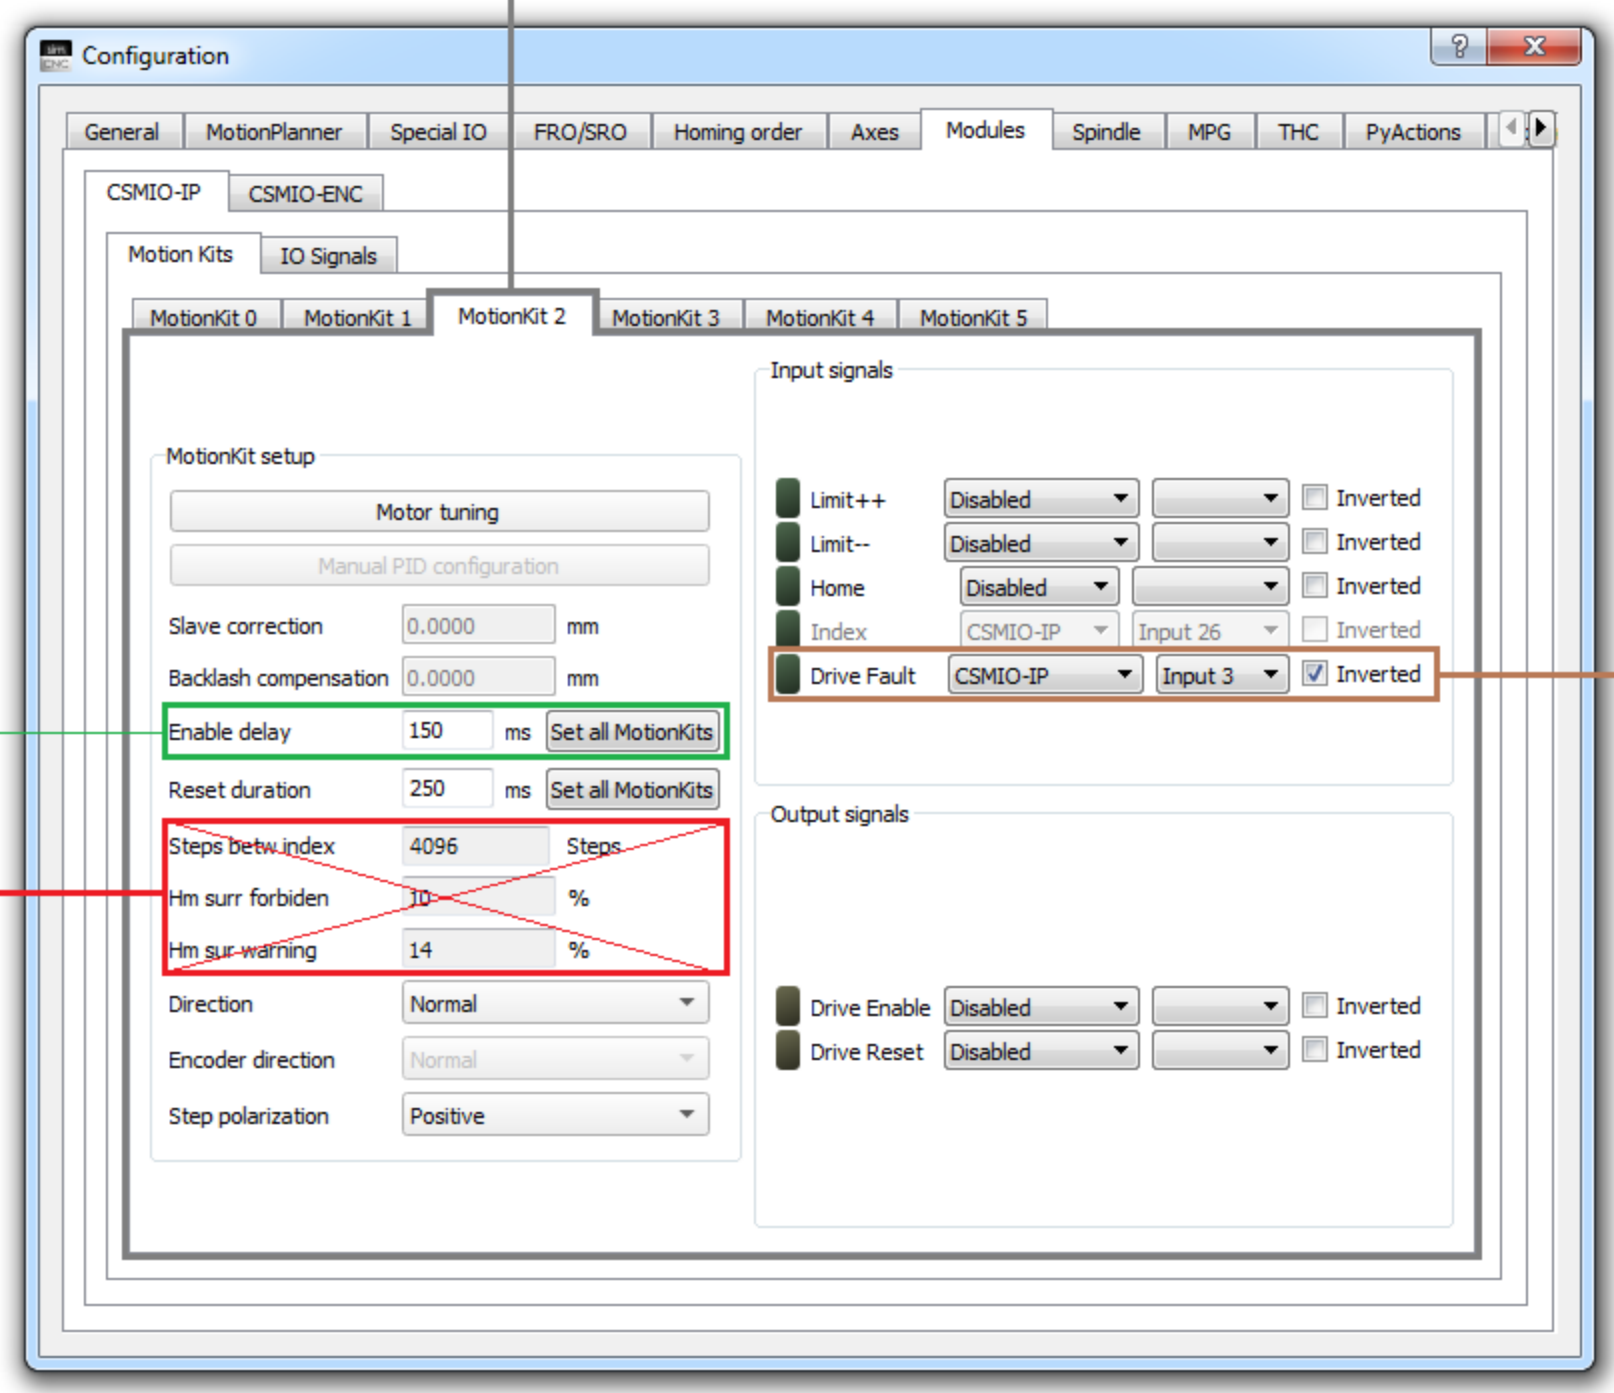 Configuration
General MotionPlanner Special IO FRO/SRO Homing order Axes Modules Spindle MPG THC PyActions
CSMIO-IP CSMIO-ENC
Motion Kits IO Signals
MotionKit 0 MotionKit 1 MotionKit 2 MotionKit 3 MotionKit 4 MotionKit 5
MotionKit setup
Motor tuning
Manual PID configuration
Slave correction 0.0000 mm
Backlash compensation 0.0000 mm
Enable delay 150 ms Set all MotionKits
Reset duration 250 ms Set all MotionKits
Steps betw index 4096 Steps
Hm surr forbiden 10 %
Hm sur warning 14 %
Direction Normal
Encoder direction Normal
Step polarization Positive
Input signals
Limit++ Disabled Inverted
Limit-- Disabled Inverted
Home Disabled Inverted
Index CSMIO-IP Input 26 Inverted
Drive Fault CSMIO-IP Input 3 Inverted
Output signals
Drive Enable Disabled Inverted
Drive Reset Disabled Inverted